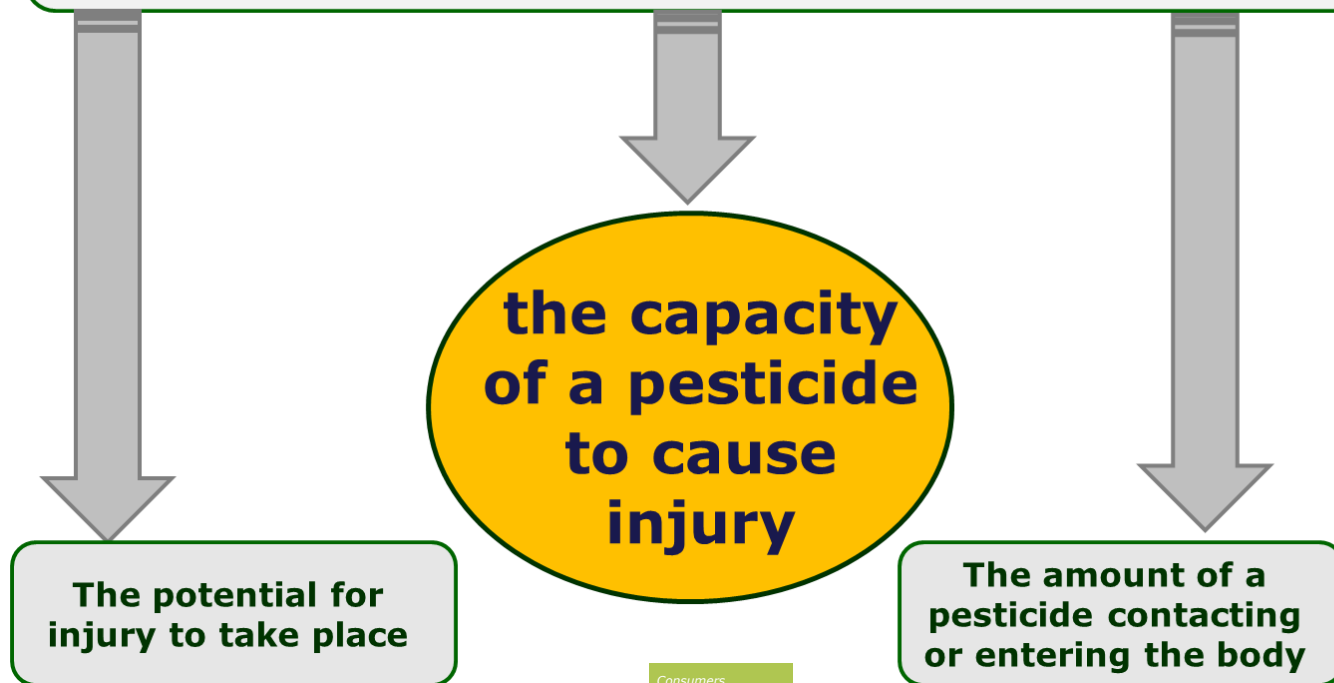 the capacity
of a pesticide
to cause
injury
The potential for
injury to take place
The amount of a
pesticide contacting
or entering the body
Consumers